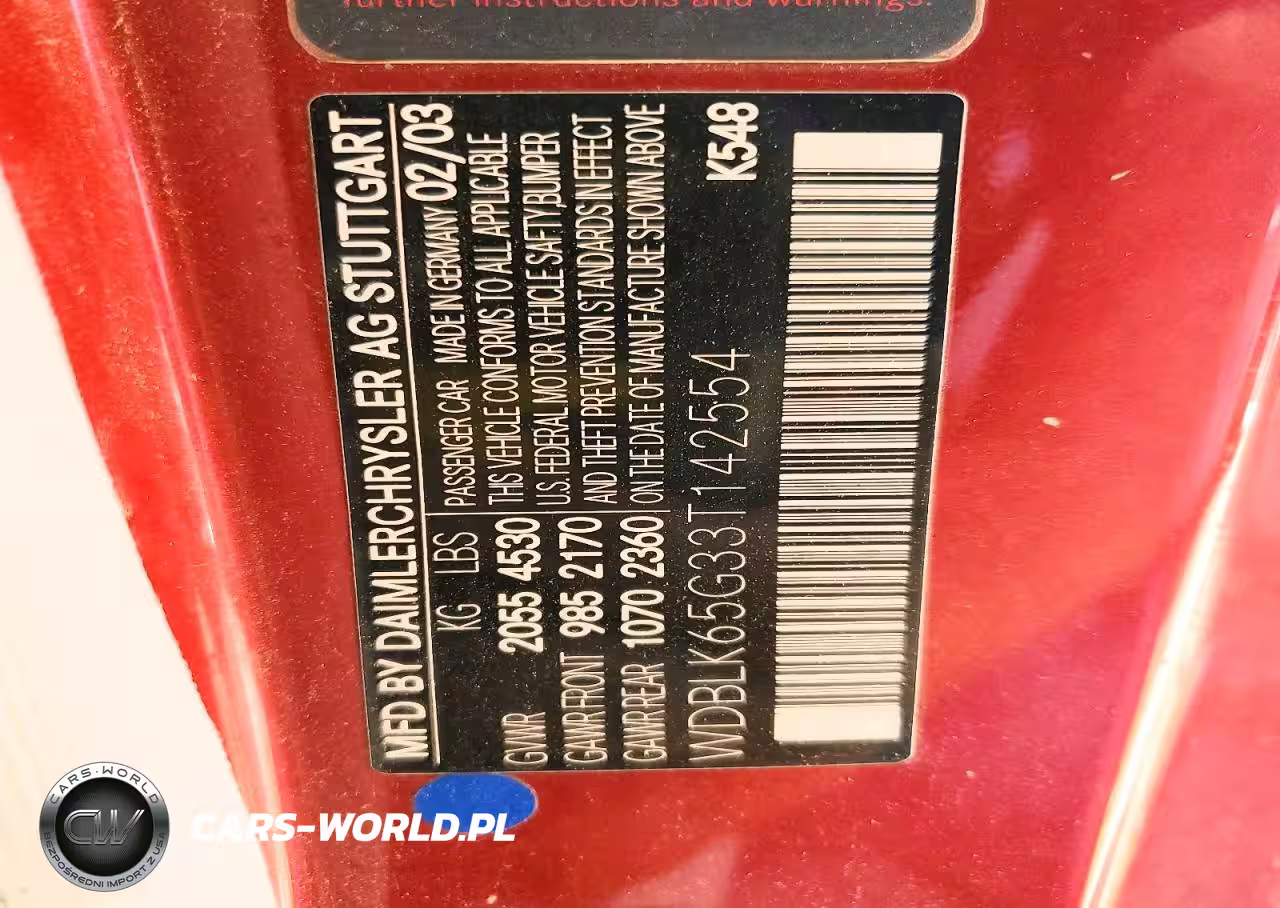 further instructions and warnings.
MFD BY DAIMLERCHRYSLER AG STUTTGART
KG LBS PASSENGER CAR MADE IN GERMANY 02/03
GVWR 2055 4530 THIS VEHICLE CONFORMS TO ALL APPLICABLE
GAWR FRONT 985 2170 U.S. FEDERAL MOTOR VEHICLE SAFETY,BUMPER
GAWR REAR 1070 2360 AND THEFT PREVENTION STANDARDS IN EFFECT
ON THE DATE OF MANUFACTURE SHOWN ABOVE
WDBLK65G33T142554 K548
CARS-WORLD
CW
BEZPOŚREDNI IMPORT Z USA
CARS-WORLD.PL